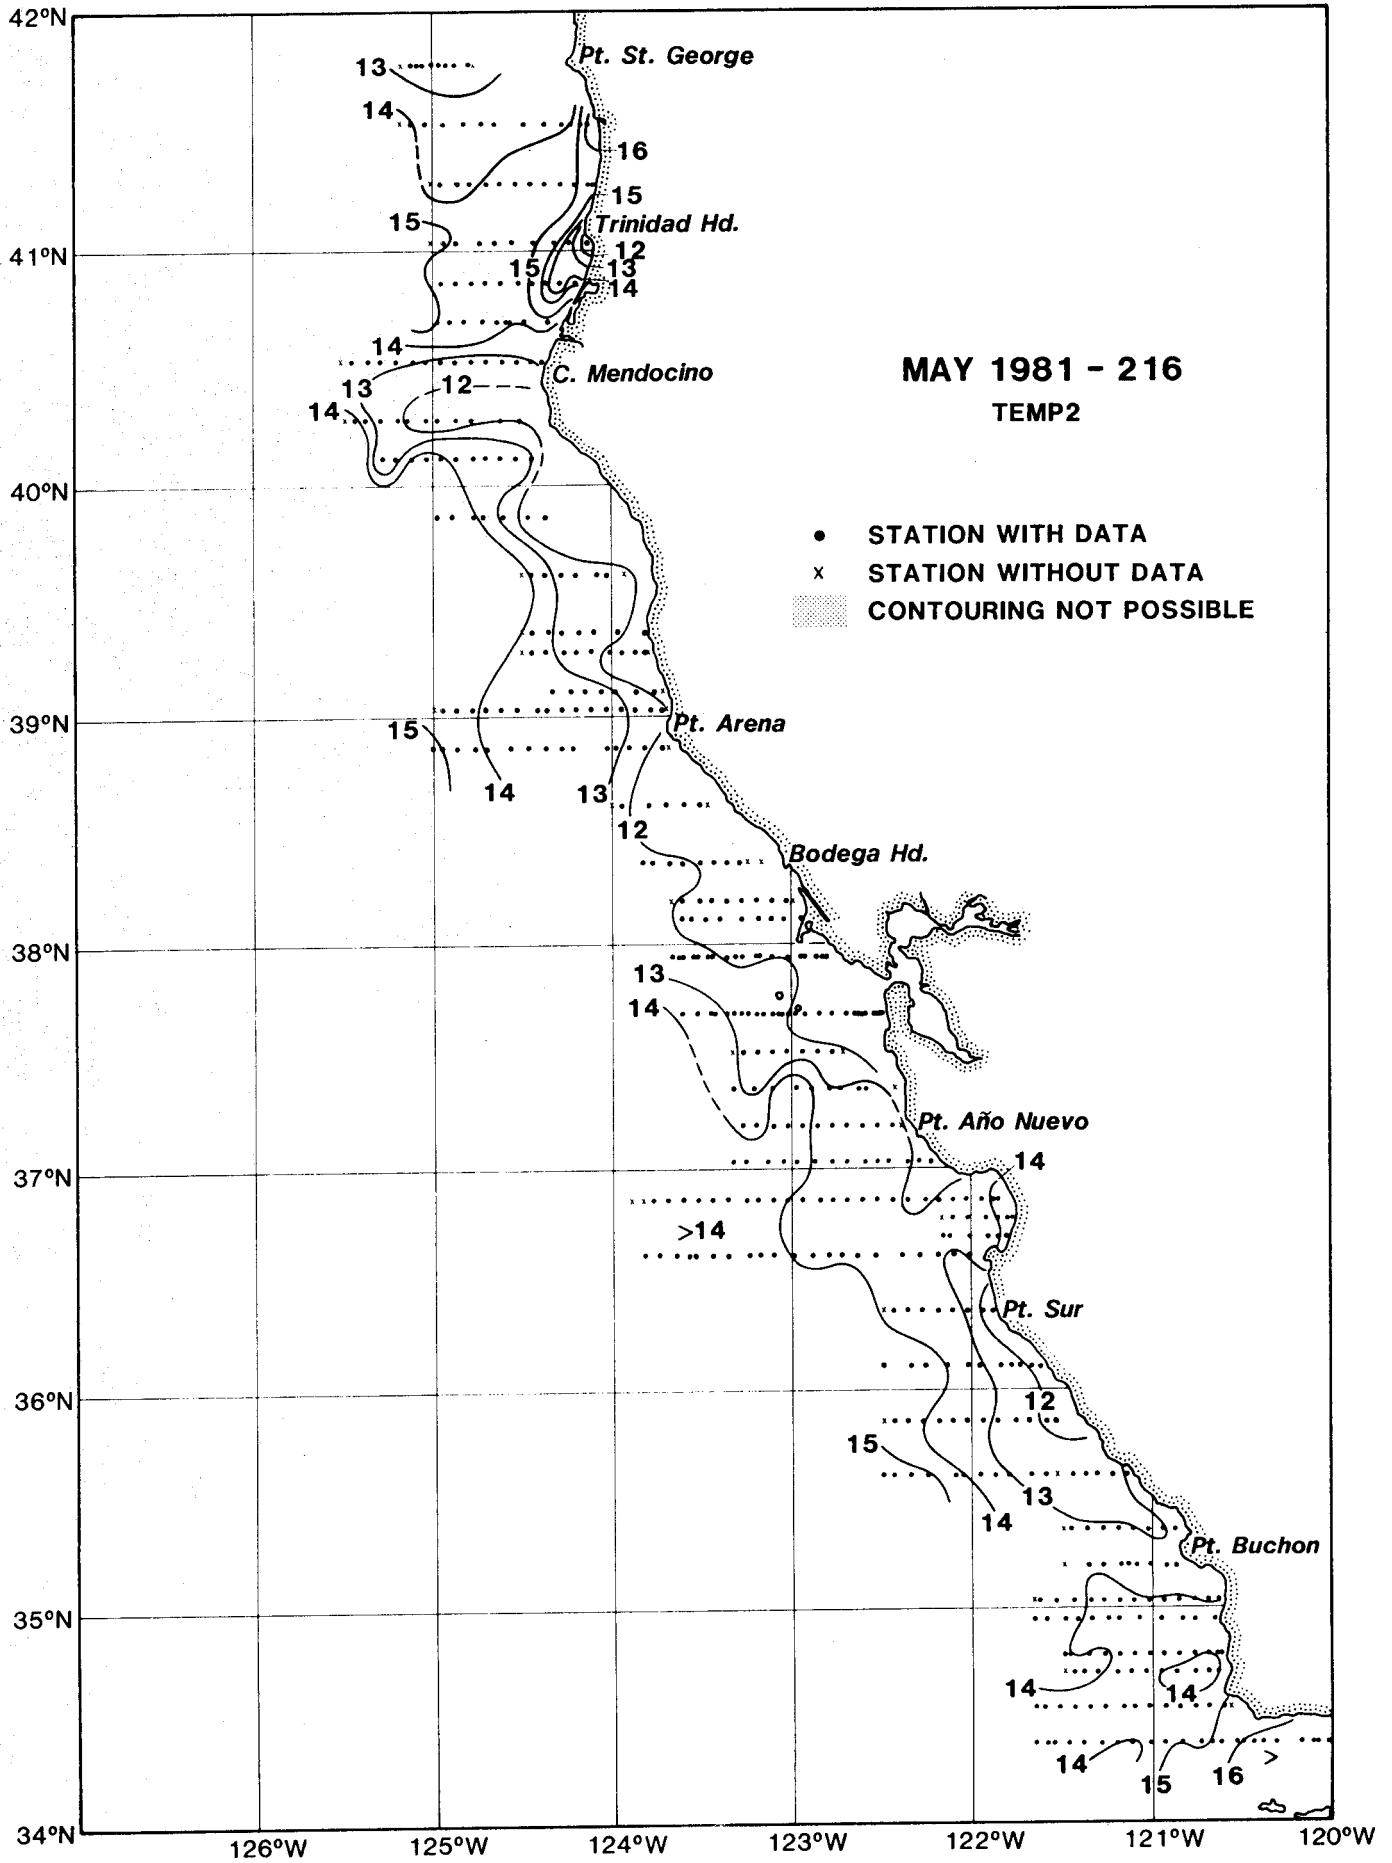 42°N
Pt. St. George
13
14
16
15
15
Trinidad Hd.
12
41°N
15
13
14
14
MAY 1981 - 216
C. Mendocino
13
12
TEMP2
14
40°N
• STATION WITH DATA
x STATION WITHOUT DATA
CONTOURING NOT POSSIBLE
39°N
15
Pt. Arena
14
13
12
Bodega Hd.
38°N
13
14
Pt. Año Nuevo
37°N
14
>14
Pt. Sur
36°N
12
15
13
14
Pt. Buchon
35°N
14
14
14
15
16
>
34°N
126°W
125°W
124°W
123°W
122°W
121°W
120°W